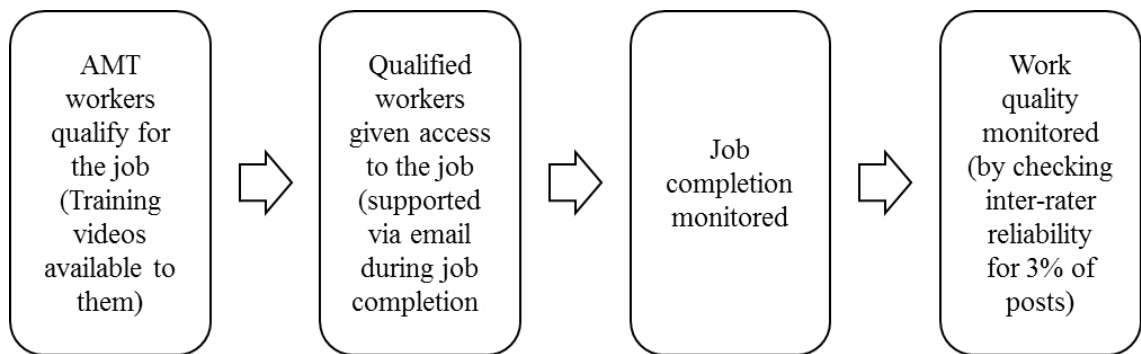 AMT
workers
qualify for
the job
(Training
videos
available to
them)
Qualified
workers
given access
to the job
(supported
via email
during job
completion
Job
completion
monitored
Work
quality
monitored
(by checking
inter-rater
reliability
for 3% of
posts)